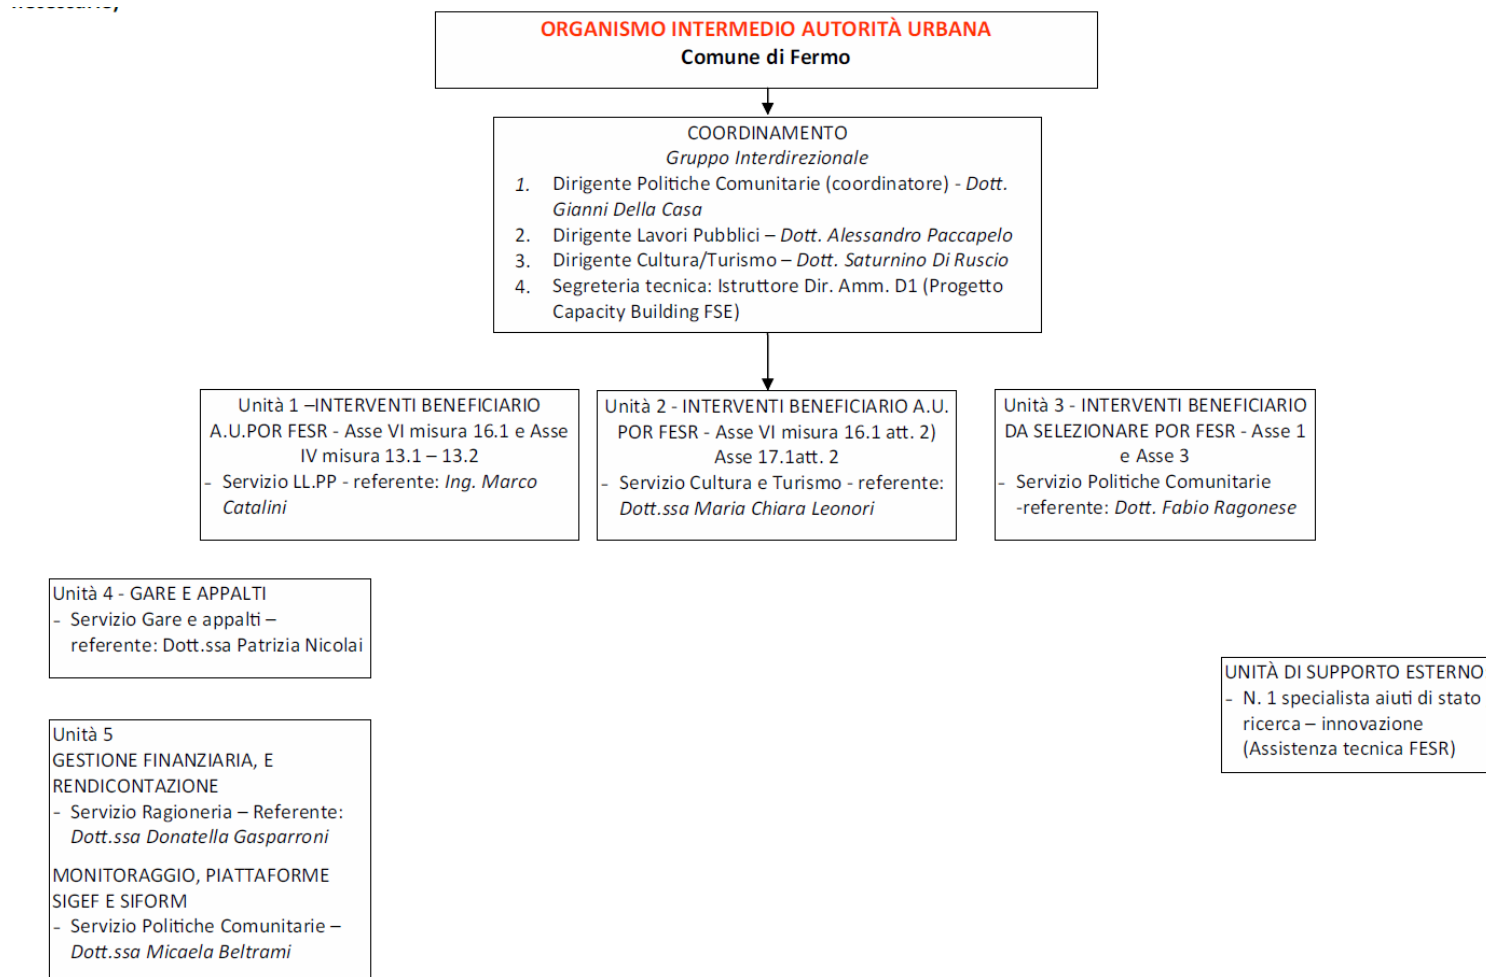 ORGANISMO INTERMEDIO AUTORITÀ URBANA
Comune di Fermo
COORDINAMENTO
Gruppo Interdirezionale
1. Dirigente Politiche Comunitarie (coordinatore) - Dott.
Gianni Della Casa
2. Dirigente Lavori Pubblici – Dott. Alessandro Paccapelo
3. Dirigente Cultura/Turismo – Dott. Saturnino Di Ruscio
4. Segreteria tecnica: Istruttore Dir. Amm. D1 (Progetto
Capacity Building FSE)
Unità 1 –INTERVENTI BENEFICIARIO
A.U.POR FESR - Asse VI misura 16.1 e Asse
IV misura 13.1 – 13.2
- Servizio LL.PP - referente: Ing. Marco
Catalini
Unità 2 - INTERVENTI BENEFICIARIO A.U.
POR FESR - Asse VI misura 16.1 att. 2)
Asse 17.1att. 2
- Servizio Cultura e Turismo - referente:
Dott.ssa Maria Chiara Leonori
Unità 3 - INTERVENTI BENEFICIARIO
DA SELEZIONARE POR FESR - Asse 1
e Asse 3
- Servizio Politiche Comunitarie
-referente: Dott. Fabio Ragonese
Unità 4 - GARE E APPALTI
- Servizio Gare e appalti –
referente: Dott.ssa Patrizia Nicolai
UNITÀ DI SUPPORTO ESTERNO
- N. 1 specialista aiuti di stato
ricerca – innovazione
(Assistenza tecnica FESR)
Unità 5
GESTIONE FINANZIARIA, E
RENDICONTAZIONE
- Servizio Ragioneria – Referente:
Dott.ssa Donatella Gasparroni
MONITORAGGIO, PIATTAFORME
SIGEF E SIFORM
- Servizio Politiche Comunitarie –
Dott.ssa Micaela Beltrami